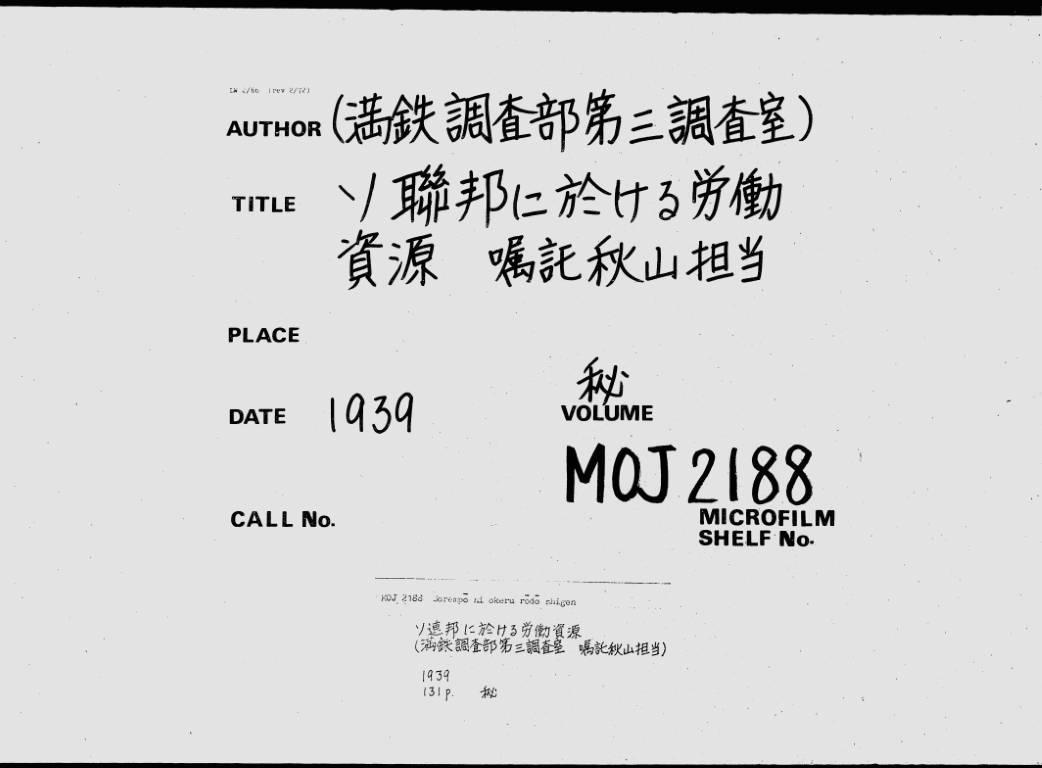 LW 2/66 (rev 2/72)
AUTHOR (満鉄調査部第三調査室)
TITLE ソ聯邦に於ける労働
資源 嘱託秋山担当
PLACE
秘
DATE 1939 VOLUME
MOJ 2188
CALL No. MICROFILM
SHELF No.
MOJ 2188 Sorenpō ni okeru rōdō shigen
ソ連邦に於ける労働資源
(満鉄調査部第三調査室 嘱託秋山担当)
1939
131p. 秘